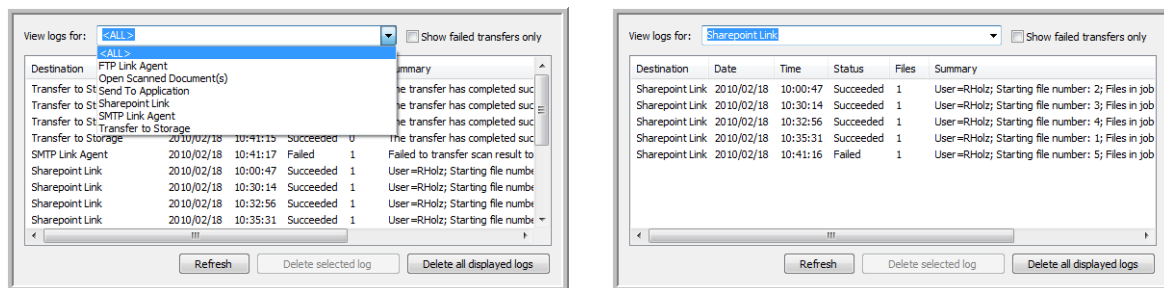 View logs for: <ALL> Show failed transfers only
<ALL>
FTP Link Agent
Open Scanned Document(s)
Send To Application
Sharepoint Link
SMTP Link Agent
Transfer to Storage
Destination ummary
Transfer to St he transfer has completed suc
Transfer to St he transfer has completed suc
Transfer to St he transfer has completed suc
Transfer to Storage 2010/02/18 10:41:15 Succeeded 0 The transfer has completed suc
SMTP Link Agent 2010/02/18 10:41:17 Failed 1 Failed to transfer scan result to
Sharepoint Link 2010/02/18 10:00:47 Succeeded 1 User=RHolz; Starting file numbe
Sharepoint Link 2010/02/18 10:30:14 Succeeded 1 User=RHolz; Starting file numbe
Sharepoint Link 2010/02/18 10:32:56 Succeeded 1 User=RHolz; Starting file numbe
Sharepoint Link 2010/02/18 10:35:31 Succeeded 1 User=RHolz; Starting file numbe
Refresh Delete selected log Delete all displayed logs
View logs for: Sharepoint Link Show failed transfers only
Destination Date Time Status Files Summary
Sharepoint Link 2010/02/18 10:00:47 Succeeded 1 User=RHolz; Starting file number: 2; Files in job
Sharepoint Link 2010/02/18 10:30:14 Succeeded 1 User=RHolz; Starting file number: 3; Files in job
Sharepoint Link 2010/02/18 10:32:56 Succeeded 1 User=RHolz; Starting file number: 4; Files in job
Sharepoint Link 2010/02/18 10:35:31 Succeeded 1 User=RHolz; Starting file number: 1; Files in job
Sharepoint Link 2010/02/18 10:41:16 Failed 1 User=RHolz; Starting file number: 5; Files in job
Refresh Delete selected log Delete all displayed logs